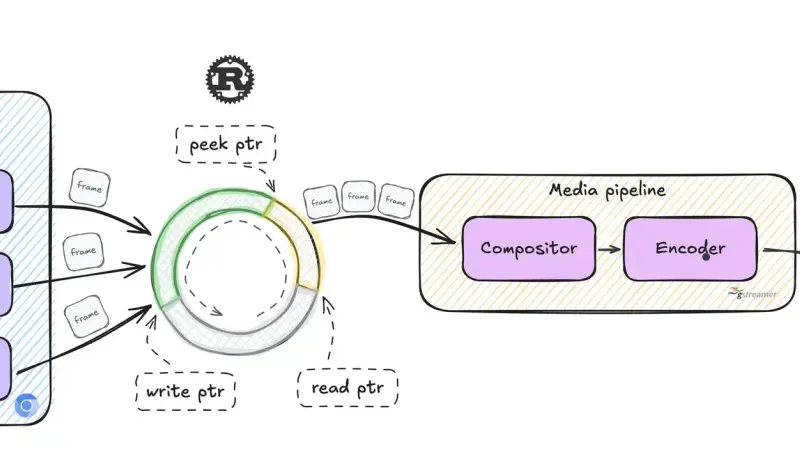 R
peek ptr
frame
frame
frame
frame
frame
frame
write ptr
read ptr
Media pipeline
Compositor
Encoder
gstreamer